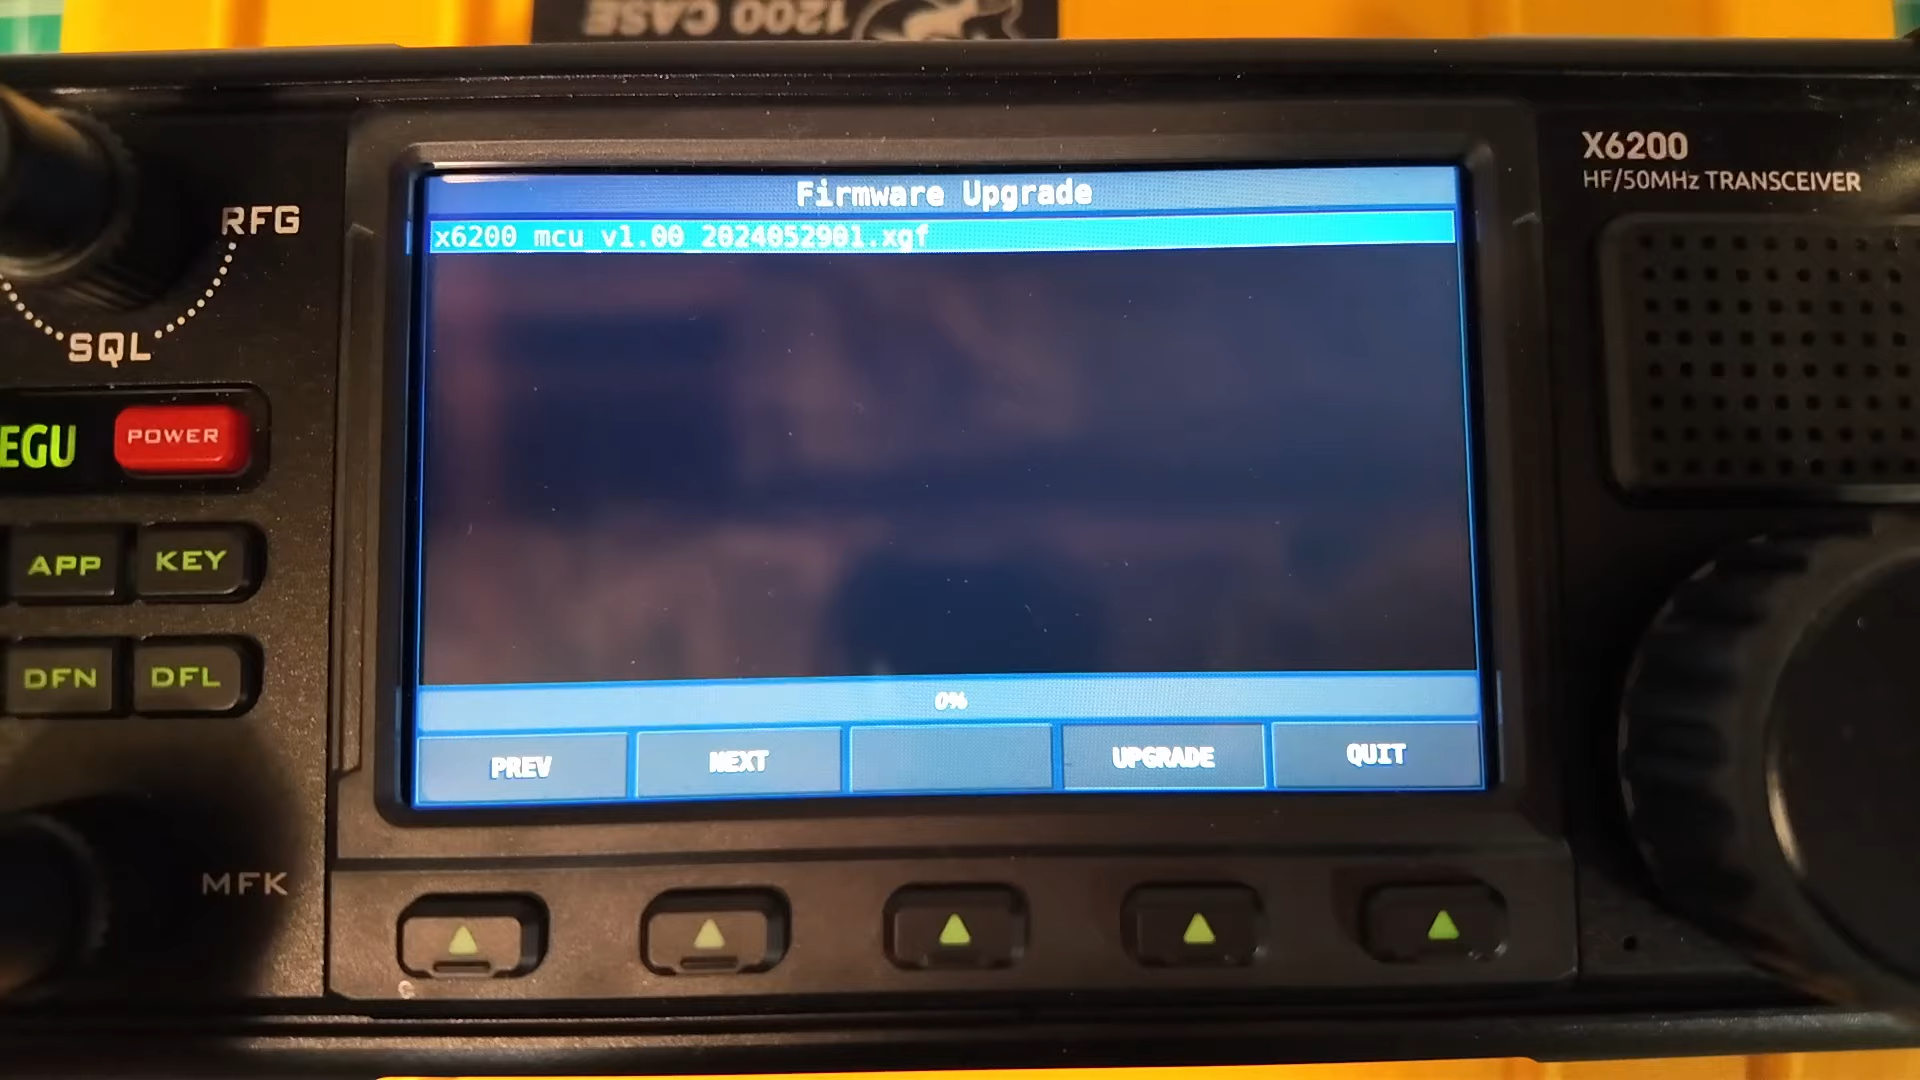 1200 CASE
X6200
HF/50MHz TRANSCEIVER
RFG
SQL
EGU
POWER
APP
KEY
DFN
DFL
MFK
Firmware Upgrade
x6200 mcu v1.00 2024052901.xgf
0%
PREV
NEXT
UPGRADE
QUIT